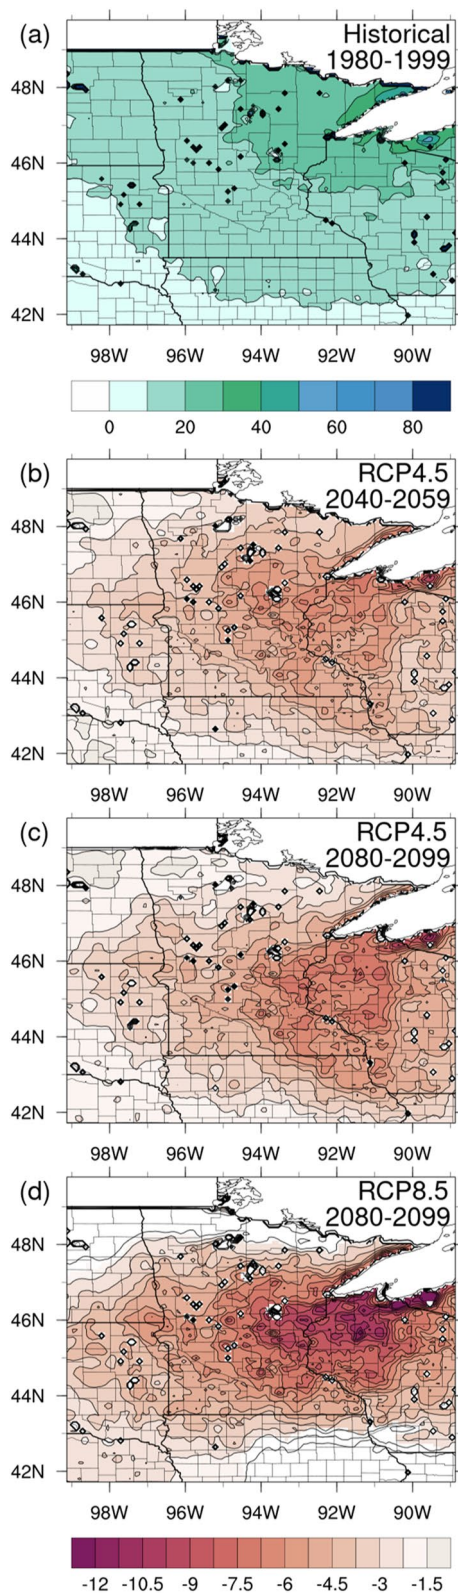 (a) Historical
1980-1999
48N
46N
44N
42N
98W 96W 94W 92W 90W
0 20 40 60 80
(b) RCP4.5
2040-2059
48N
46N
44N
42N
98W 96W 94W 92W 90W
(c) RCP4.5
2080-2099
48N
46N
44N
42N
98W 96W 94W 92W 90W
(d) RCP8.5
2080-2099
48N
46N
44N
42N
98W 96W 94W 92W 90W
-12 -10.5 -9 -7.5 -6 -4.5 -3 -1.5